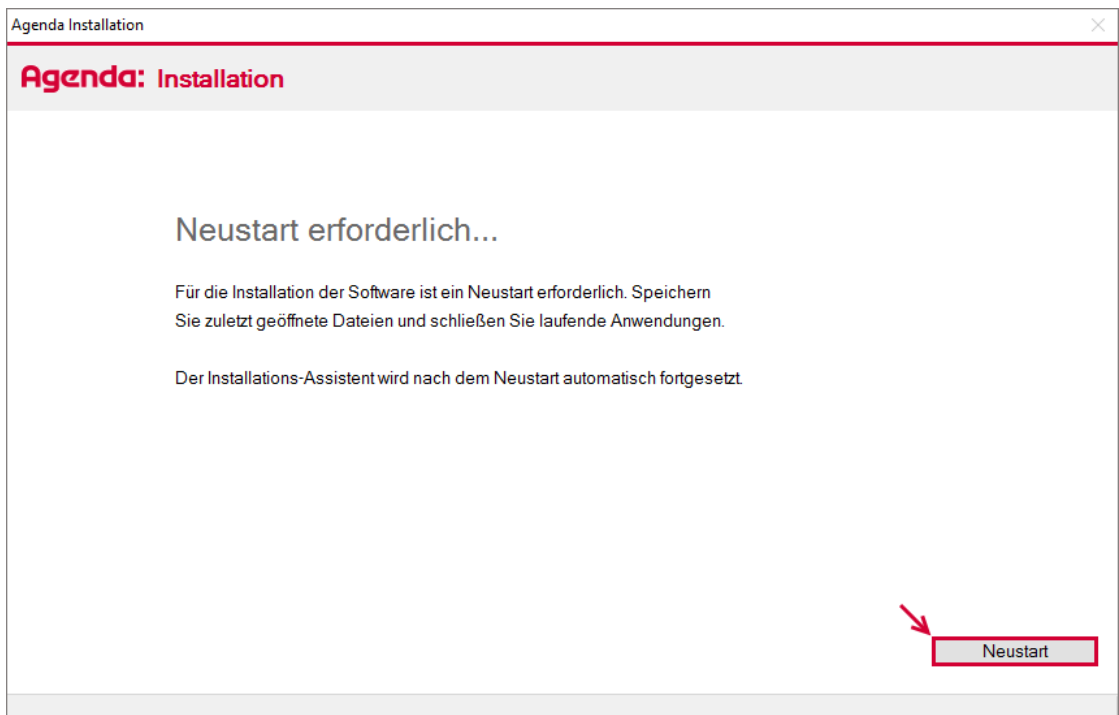 Agenda Installation
Agenda: Installation
Neustart erforderlich...
Für die Installation der Software ist ein Neustart erforderlich. Speichern
Sie zuletzt geöffnete Dateien und schließen Sie laufende Anwendungen.
Der Installations-Assistent wird nach dem Neustart automatisch fortgesetzt.
Neustart